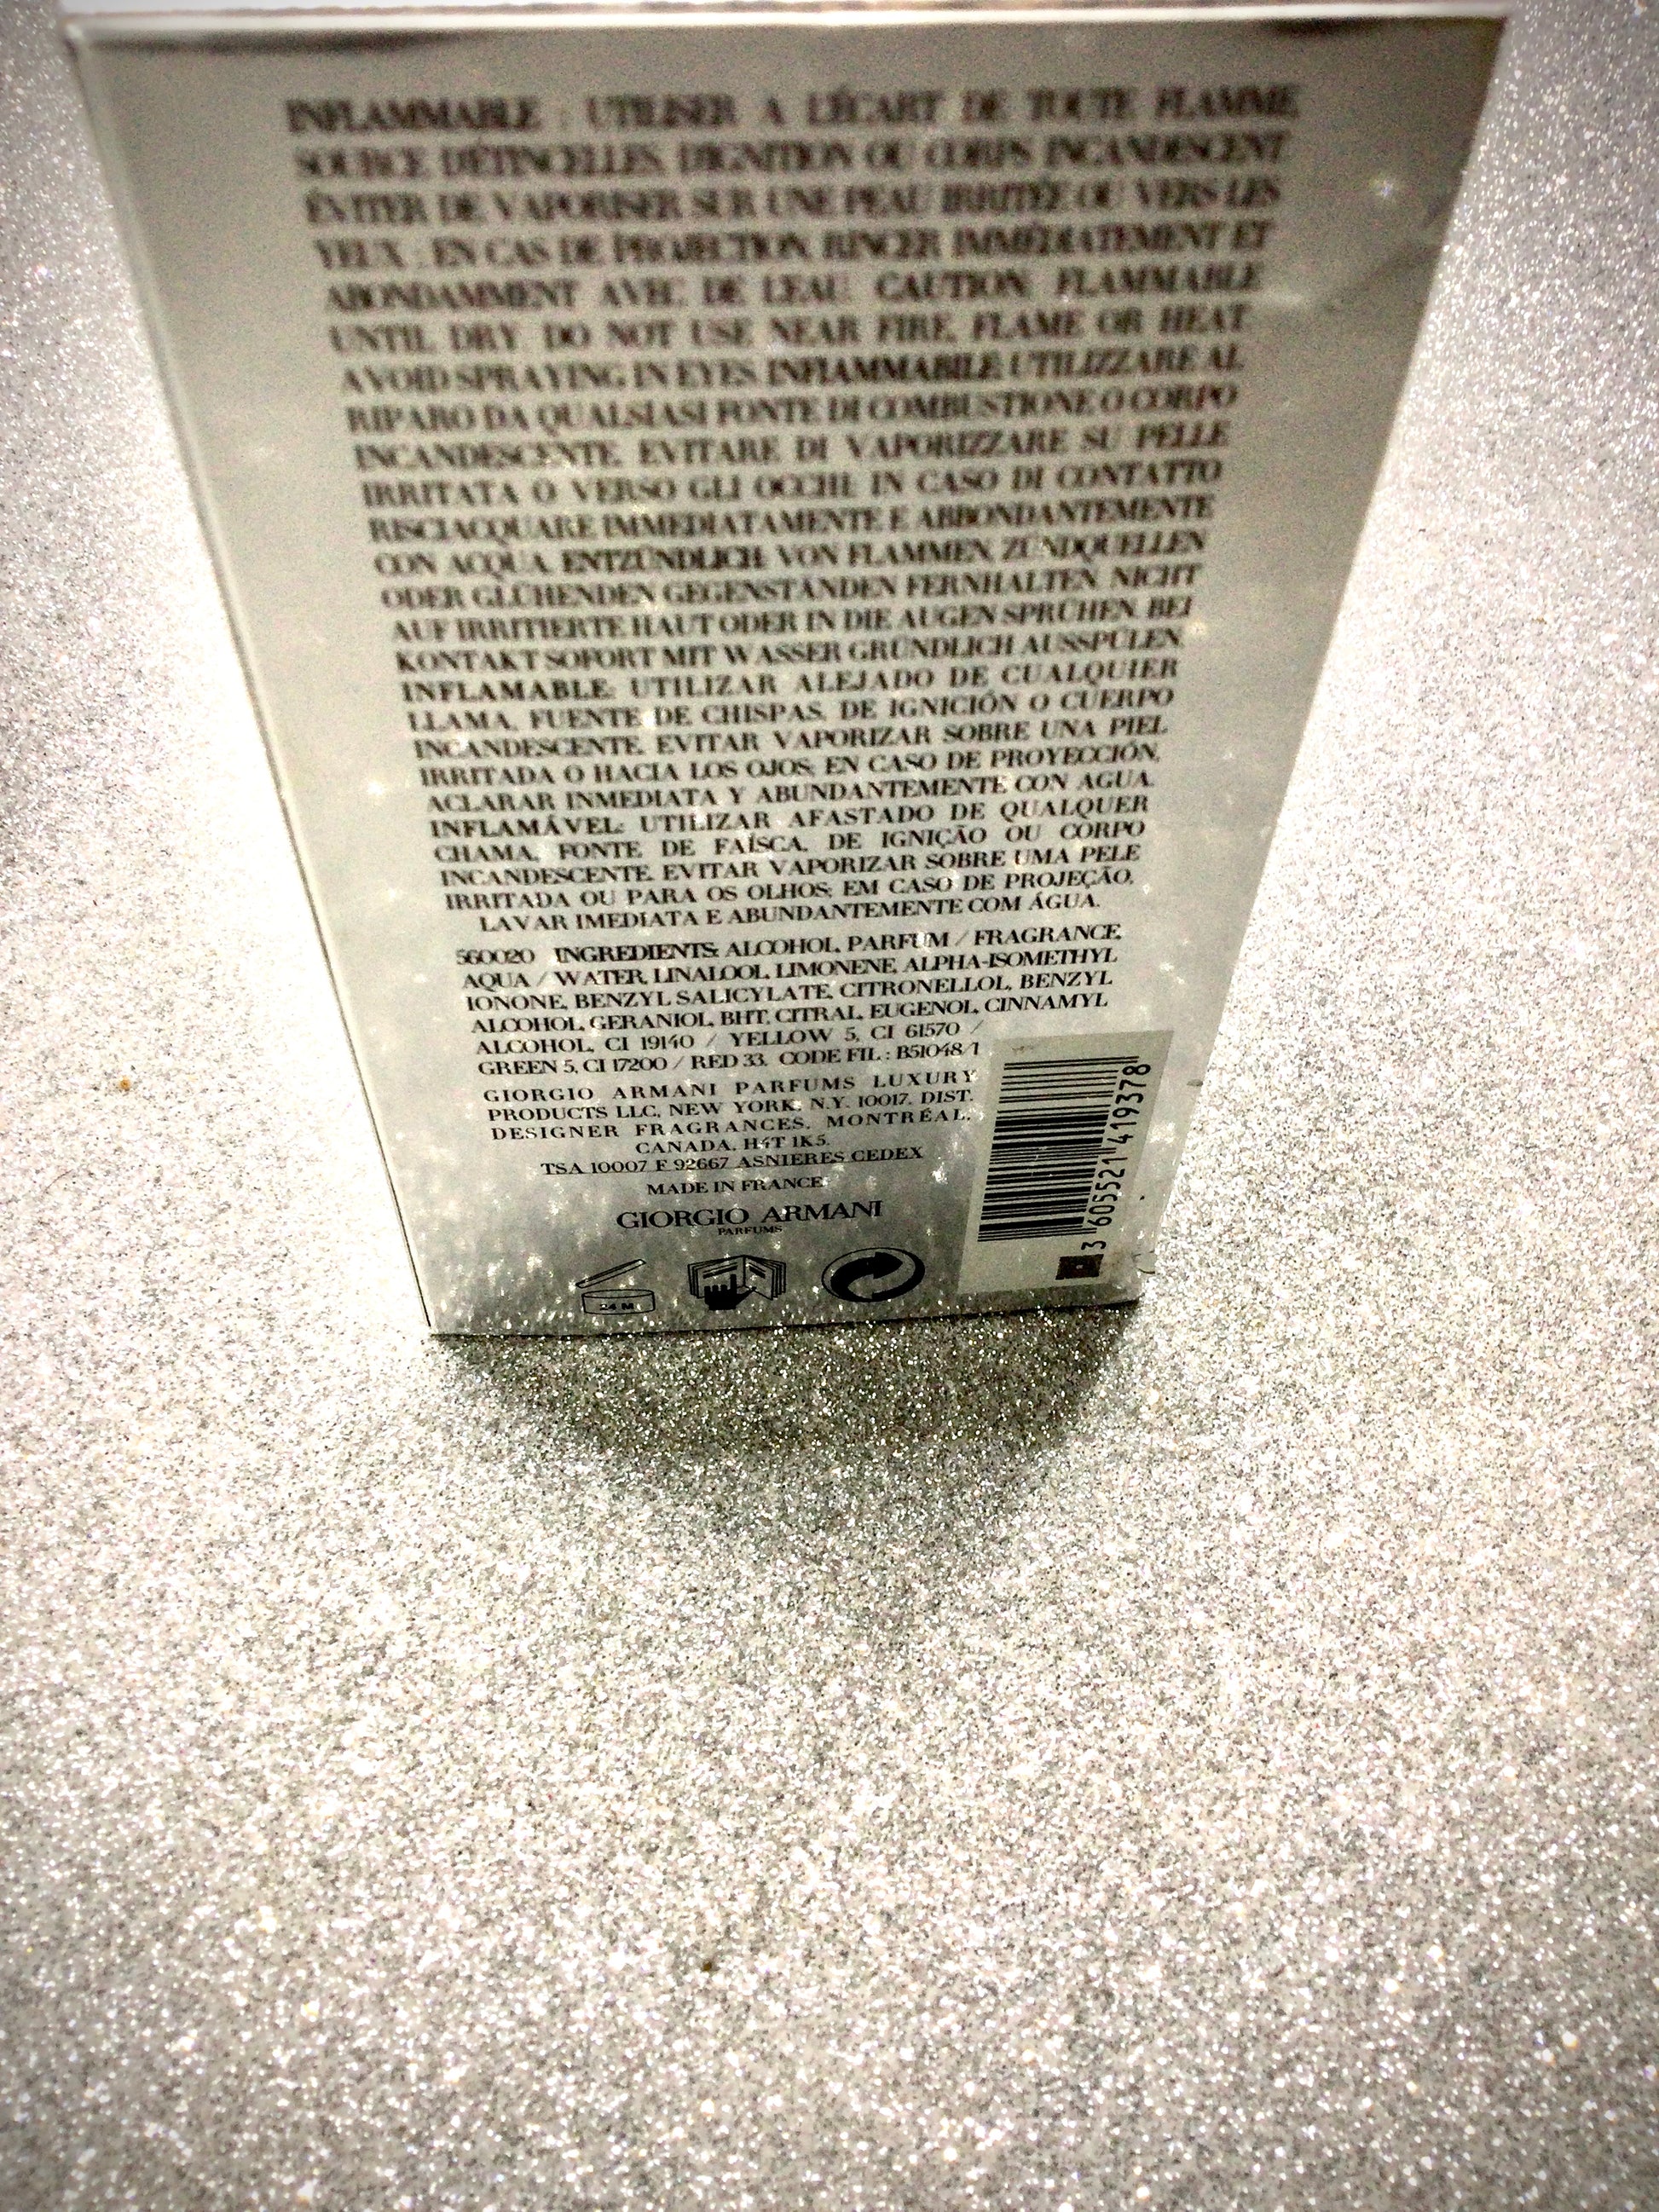 INFLAMMABLE : UTILISER A L'ÉCART DE TOUTE FLAMME,
SOURCE D'ÉTINCELLES, D'IGNITION OU CORPS INCANDESCENT
ÉVITER DE VAPORISER SUR UNE PEAU IRRITÉE OU VERS LES
YEUX ; EN CAS DE PROJECTION, RINCER IMMÉDIATEMENT ET
ABONDAMMENT AVEC DE L'EAU. CAUTION: FLAMMABLE
UNTIL DRY. DO NOT USE NEAR FIRE, FLAME OR HEAT.
AVOID SPRAYING IN EYES. INFIAMMABILE: UTILIZZARE AL
RIPARO DA QUALSIASI FONTE DI COMBUSTIONE O CORPO
INCANDESCENTE. EVITARE DI VAPORIZZARE SU PELLE
IRRITATA O VERSO GLI OCCHI: IN CASO DI CONTATTO
RISCIACQUARE IMMEDIATAMENTE E ABBONDANTEMENTE
CON ACQUA. ENTZÜNDLICH: VON FLAMMEN, ZÜNDQUELLEN
ODER GLÜHENDEN GEGENSTÄNDEN FERNHALTEN. NICHT
AUF IRRITIERTE HAUT ODER IN DIE AUGEN SPRÜHEN. BEI
KONTAKT SOFORT MIT WASSER GRÜNDLICH AUSSPÜLEN.
INFLAMABLE: UTILIZAR ALEJADO DE CUALQUIER
LLAMA, FUENTE DE CHISPAS, DE IGNICIÓN O CUERPO
INCANDESCENTE. EVITAR VAPORIZAR SOBRE UNA PIEL
IRRITADA O HACIA LOS OJOS; EN CASO DE PROYECCIÓN,
ACLARAR INMEDIATA Y ABUNDANTEMENTE CON AGUA.
INFLAMÁVEL: UTILIZAR AFASTADO DE QUALQUER
CHAMA, FONTE DE FAÍSCA, DE IGNIÇÃO OU CORPO
INCANDESCENTE. EVITAR VAPORIZAR SOBRE UMA PELE
IRRITADA OU PARA OS OLHOS; EM CASO DE PROJEÇÃO,
LAVAR IMEDIATA E ABUNDANTEMENTE COM ÁGUA.
560020 INGREDIENTS: ALCOHOL, PARFUM / FRAGRANCE,
AQUA / WATER, LINALOOL, LIMONENE, ALPHA-ISOMETHYL
IONONE, BENZYL SALICYLATE, CITRONELLOL, BENZYL
ALCOHOL, GERANIOL, BHT, CITRAL, EUGENOL, CINNAMYL
ALCOHOL, CI 19140 / YELLOW 5, CI 61570 /
GREEN 5, CI 17200 / RED 33. CODE FIL : B51048/1
GIORGIO ARMANI PARFUMS LUXURY
PRODUCTS LLC, NEW YORK, N.Y. 10017. DIST.
DESIGNER FRAGRANCES, MONTRÉAL,
CANADA, H4T 1K5.
TSA 10007 F 92667 ASNIERES CEDEX
MADE IN FRANCE
GIORGIO ARMANI
PARFUMS
24 M
3 605521 419378